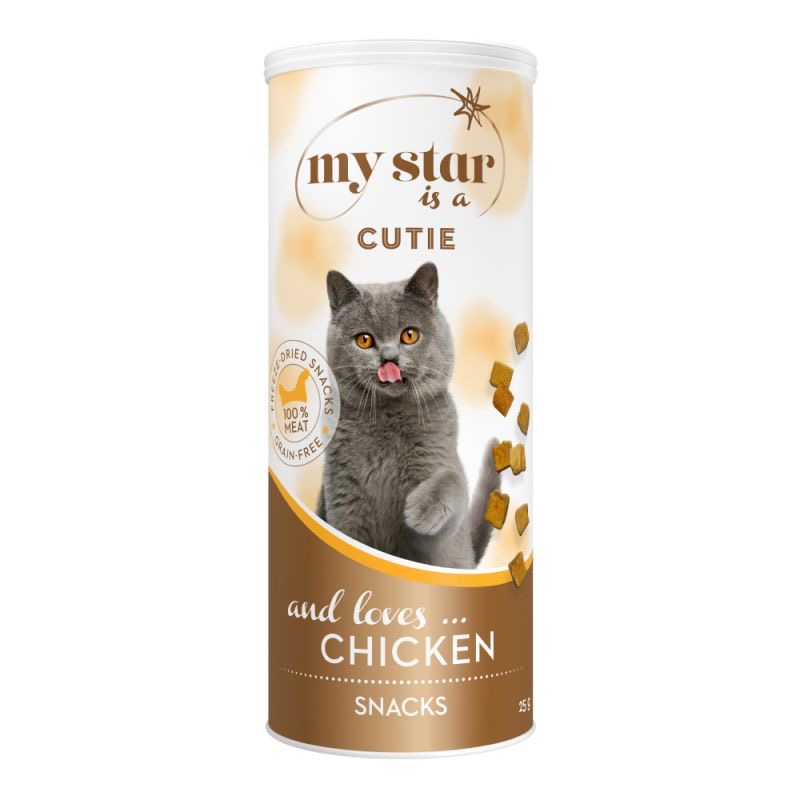 my star
is a
CUTIE
FREEZE-DRIED SNACKS
100%
MEAT
GRAIN-FREE
and loves ...
CHICKEN
SNACKS
25 g